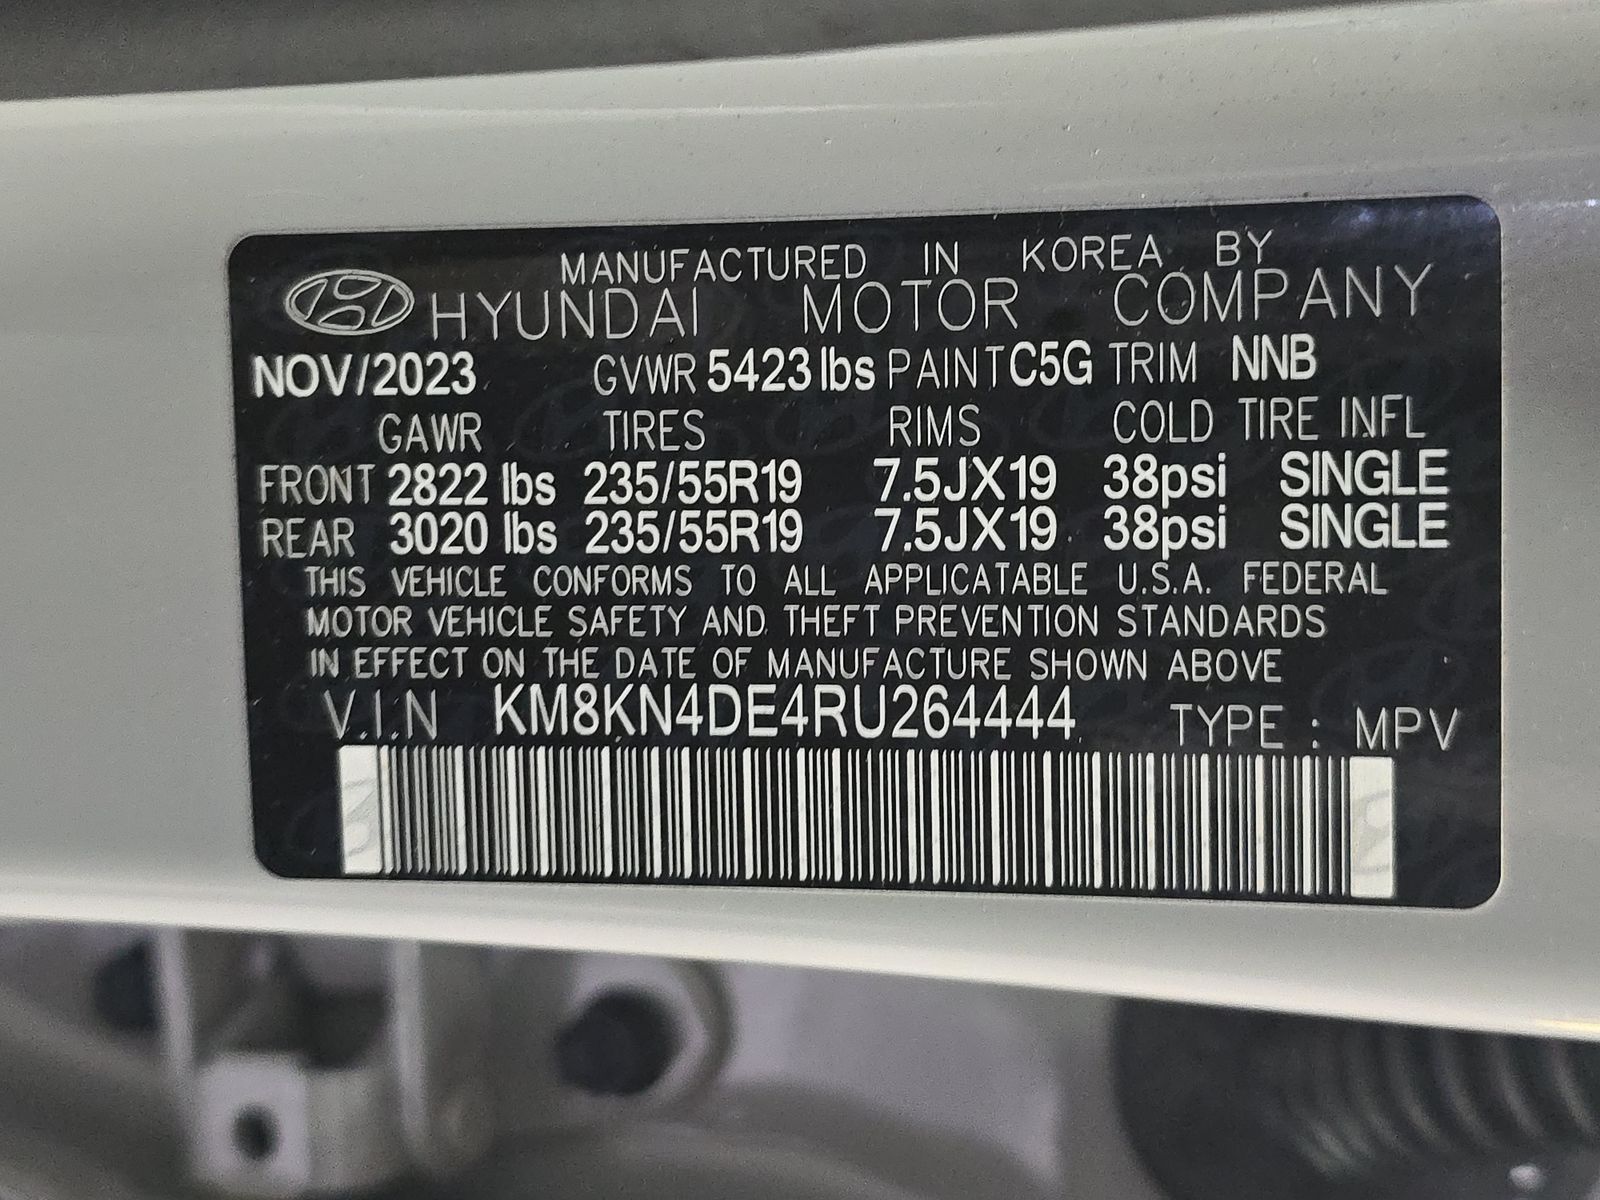 MANUFACTURED IN KOREA BY
HYUNDAI MOTOR COMPANY
NOV/2023 GVWR 5423 lbs PAINT C5G TRIM NNB
GAWR TIRES RIMS COLD TIRE INFL
FRONT 2822 lbs 235/55R19 7.5JX19 38psi SINGLE
REAR 3020 lbs 235/55R19 7.5JX19 38psi SINGLE
THIS VEHICLE CONFORMS TO ALL APPLICATABLE U.S.A. FEDERAL
MOTOR VEHICLE SAFETY AND THEFT PREVENTION STANDARDS
IN EFFECT ON THE DATE OF MANUFACTURE SHOWN ABOVE
V.I.N KM8KN4DE4RU264444 TYPE : MPV